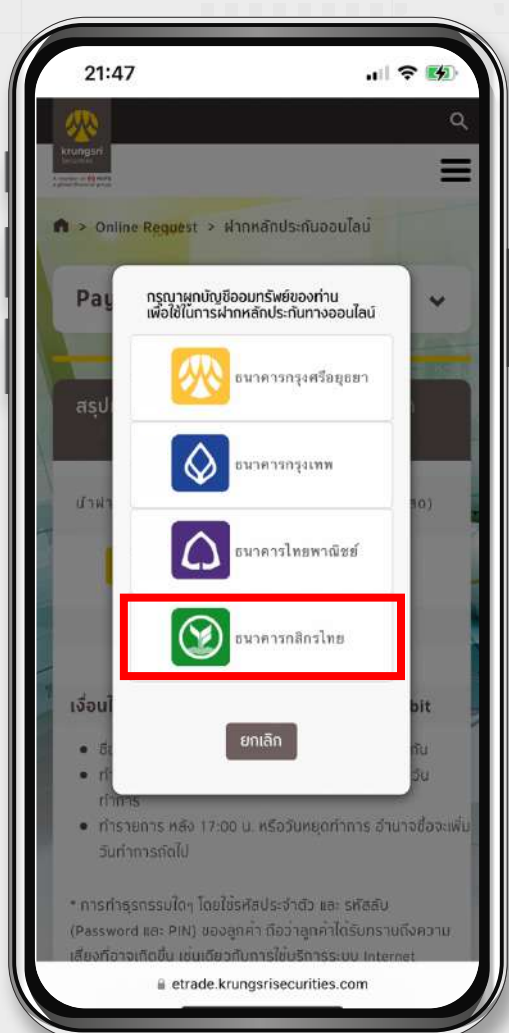 21:47
krungsri
Securities
> Online Request > ฝากหลักประกันออนไลน์
Pay
กรุณาผูกบัญชีออมทรัพย์ของท่าน
เพื่อใช้ในการฝากหลักประกันทางออนไลน์
ธนาคารกรุงศรีอยุธยา
สรุป
ธนาคารกรุงเทพ
ธนาคารไทยพาณิชย์
ธนาคารกสิกรไทย
ยกเลิก
bit
ทำการ
ทำรายการ หลัง 17:00 น. หรือวันหยุดทำการ อำนาจซื้อจะเพิ่ม
วันทำการถัดไป
* การทำธุรกรรมใดๆ โดยใช้รหัสประจำตัว และ รหัสลับ
(Password และ PIN) ของลูกค้า ถือว่าลูกค้าได้รับทราบถึงความ
เสี่ยงที่อาจเกิดขึ้น เช่นเดียวกับการใช้บริการระบบ Internet
etrade.krungsrisecurities.com